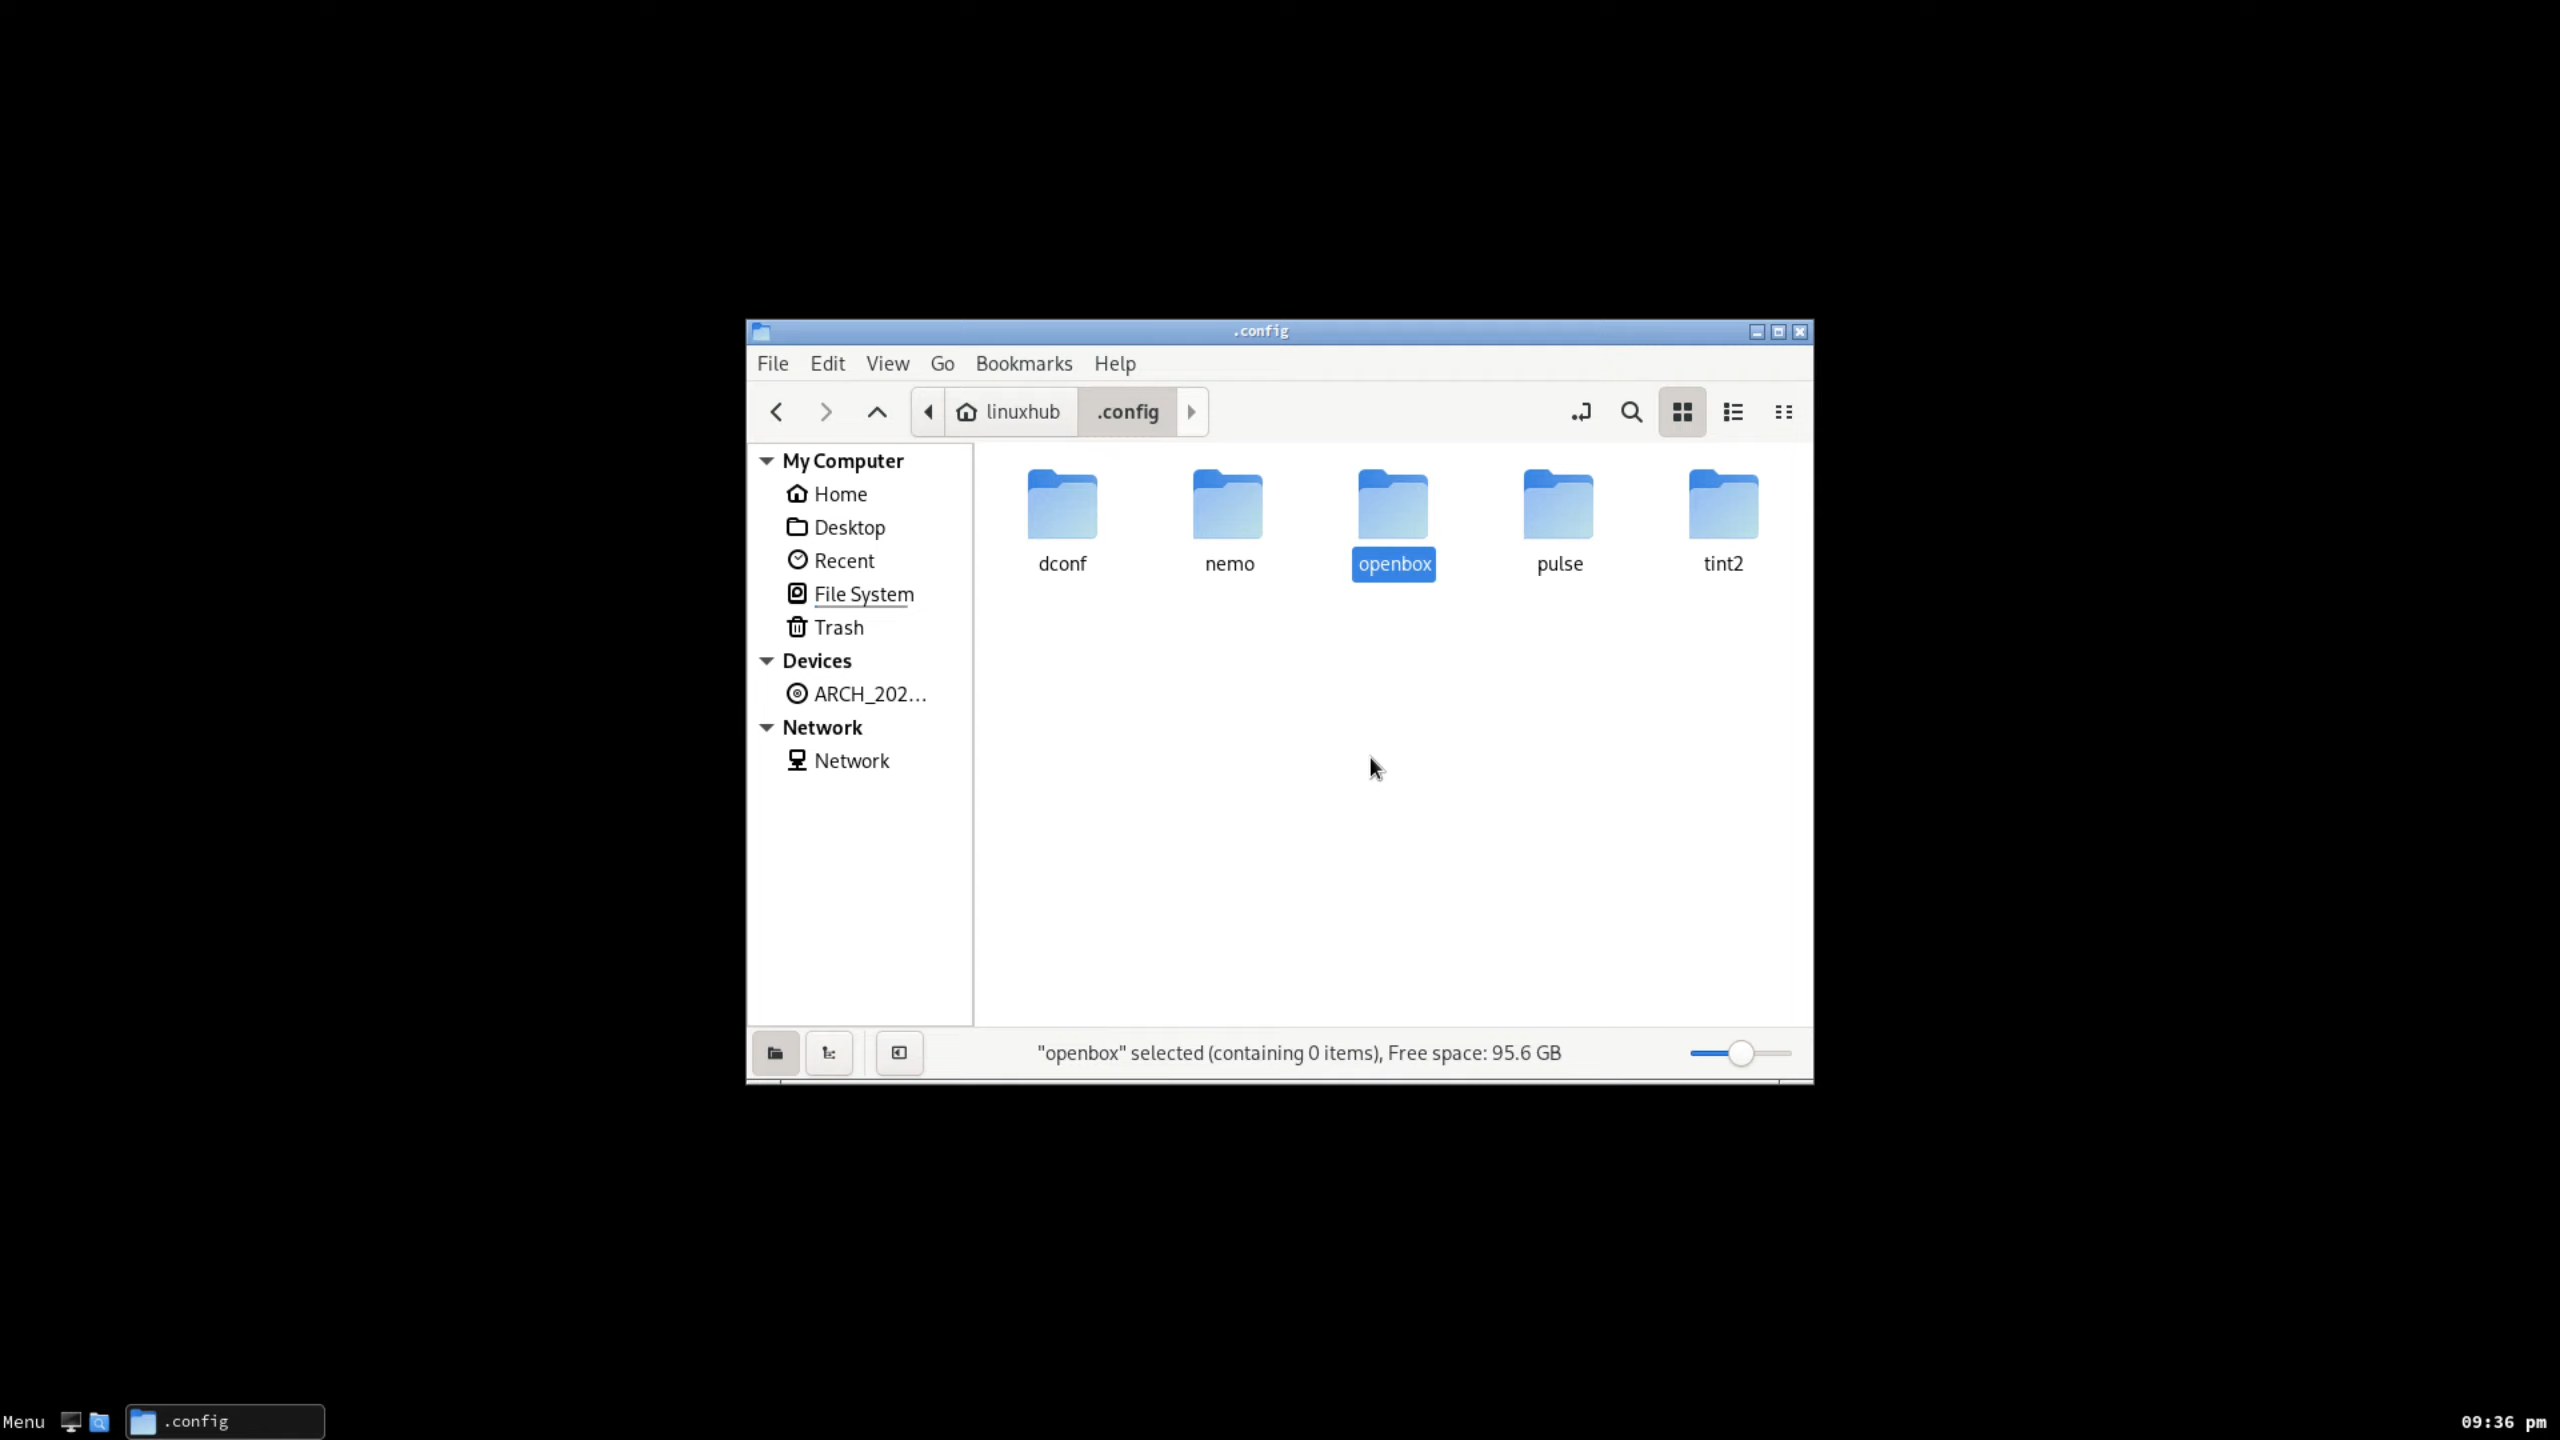 .config
File Edit View Go Bookmarks Help
linuxhub .config
My Computer
Home
Desktop
Recent
File System
Trash
Devices
ARCH_202...
Network
Network
dconf nemo openbox pulse tint2
"openbox" selected (containing 0 items), Free space: 95.6 GB
Menu .config 09:36 pm